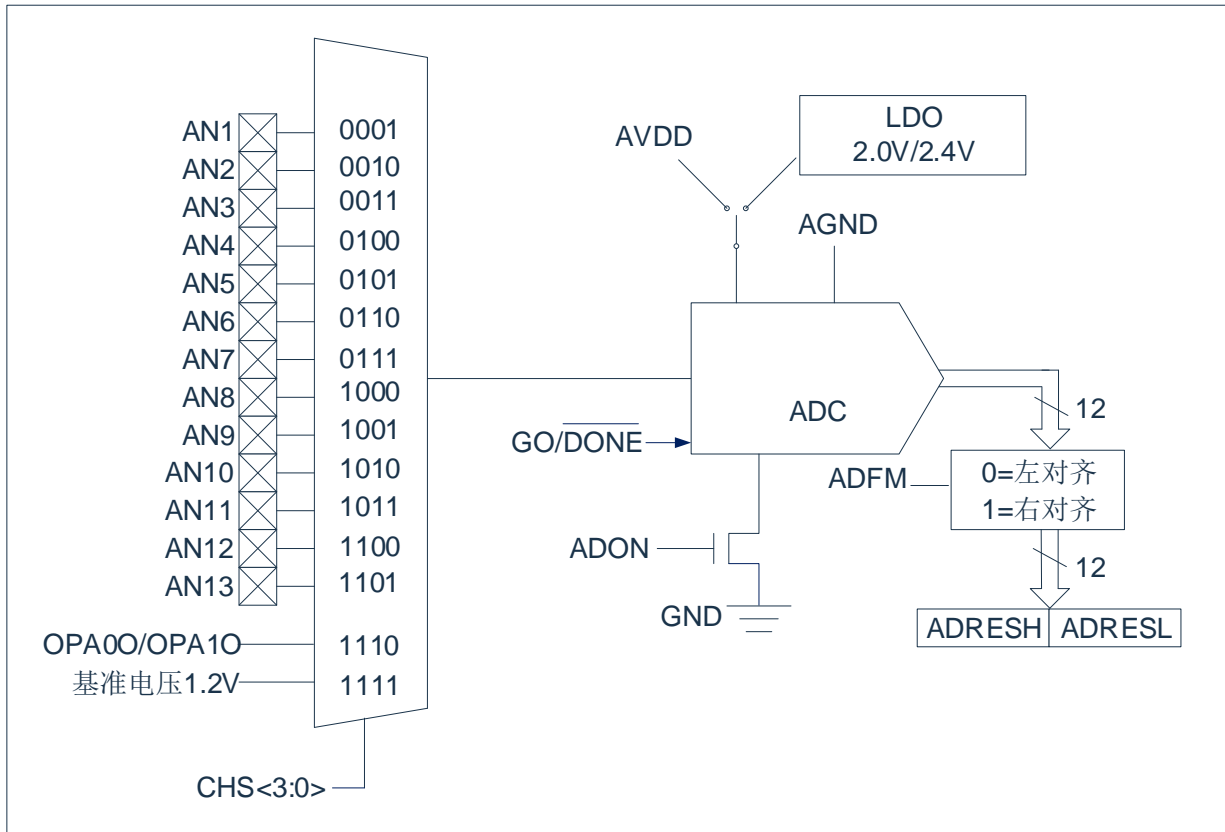 AN1 0001
AN2 0010
AN3 0011
AN4 0100
AN5 0101
AN6 0110
AN7 0111
AN8 1000
AN9 1001
AN10 1010
AN11 1011
AN12 1100
AN13 1101
OPA0O/OPA1O 1110
基准电压1.2V 1111
CHS<3:0>
AVDD
LDO
2.0V/2.4V
AGND
ADC
GO/DONE
ADON
GND
12
ADFM
0=左对齐
1=右对齐
12
ADRESH ADRESL